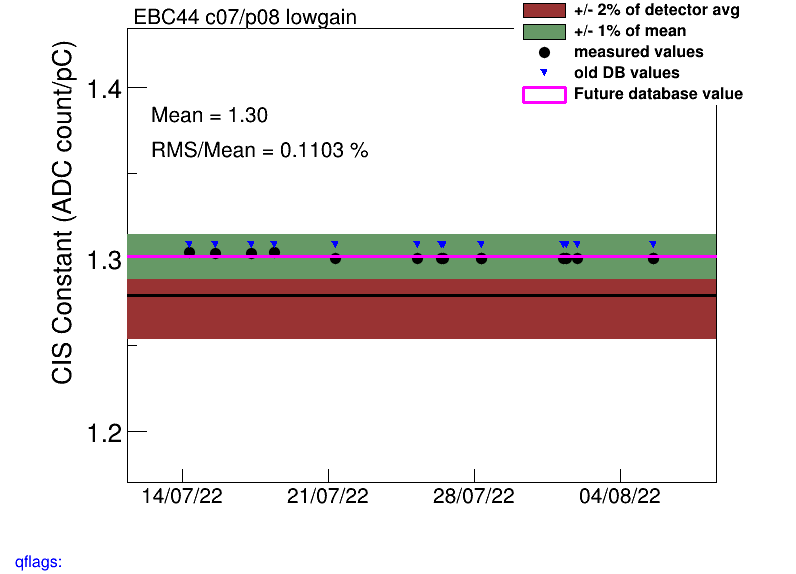 EBC44 c07/p08 lowgain
+/- 2% of detector avg
+/- 1% of mean
measured values
old DB values
Future database value
Mean = 1.30
RMS/Mean = 0.1103 %
CIS Constant (ADC count/pC)
1.4
1.3
1.2
14/07/22
21/07/22
28/07/22
04/08/22
qflags: